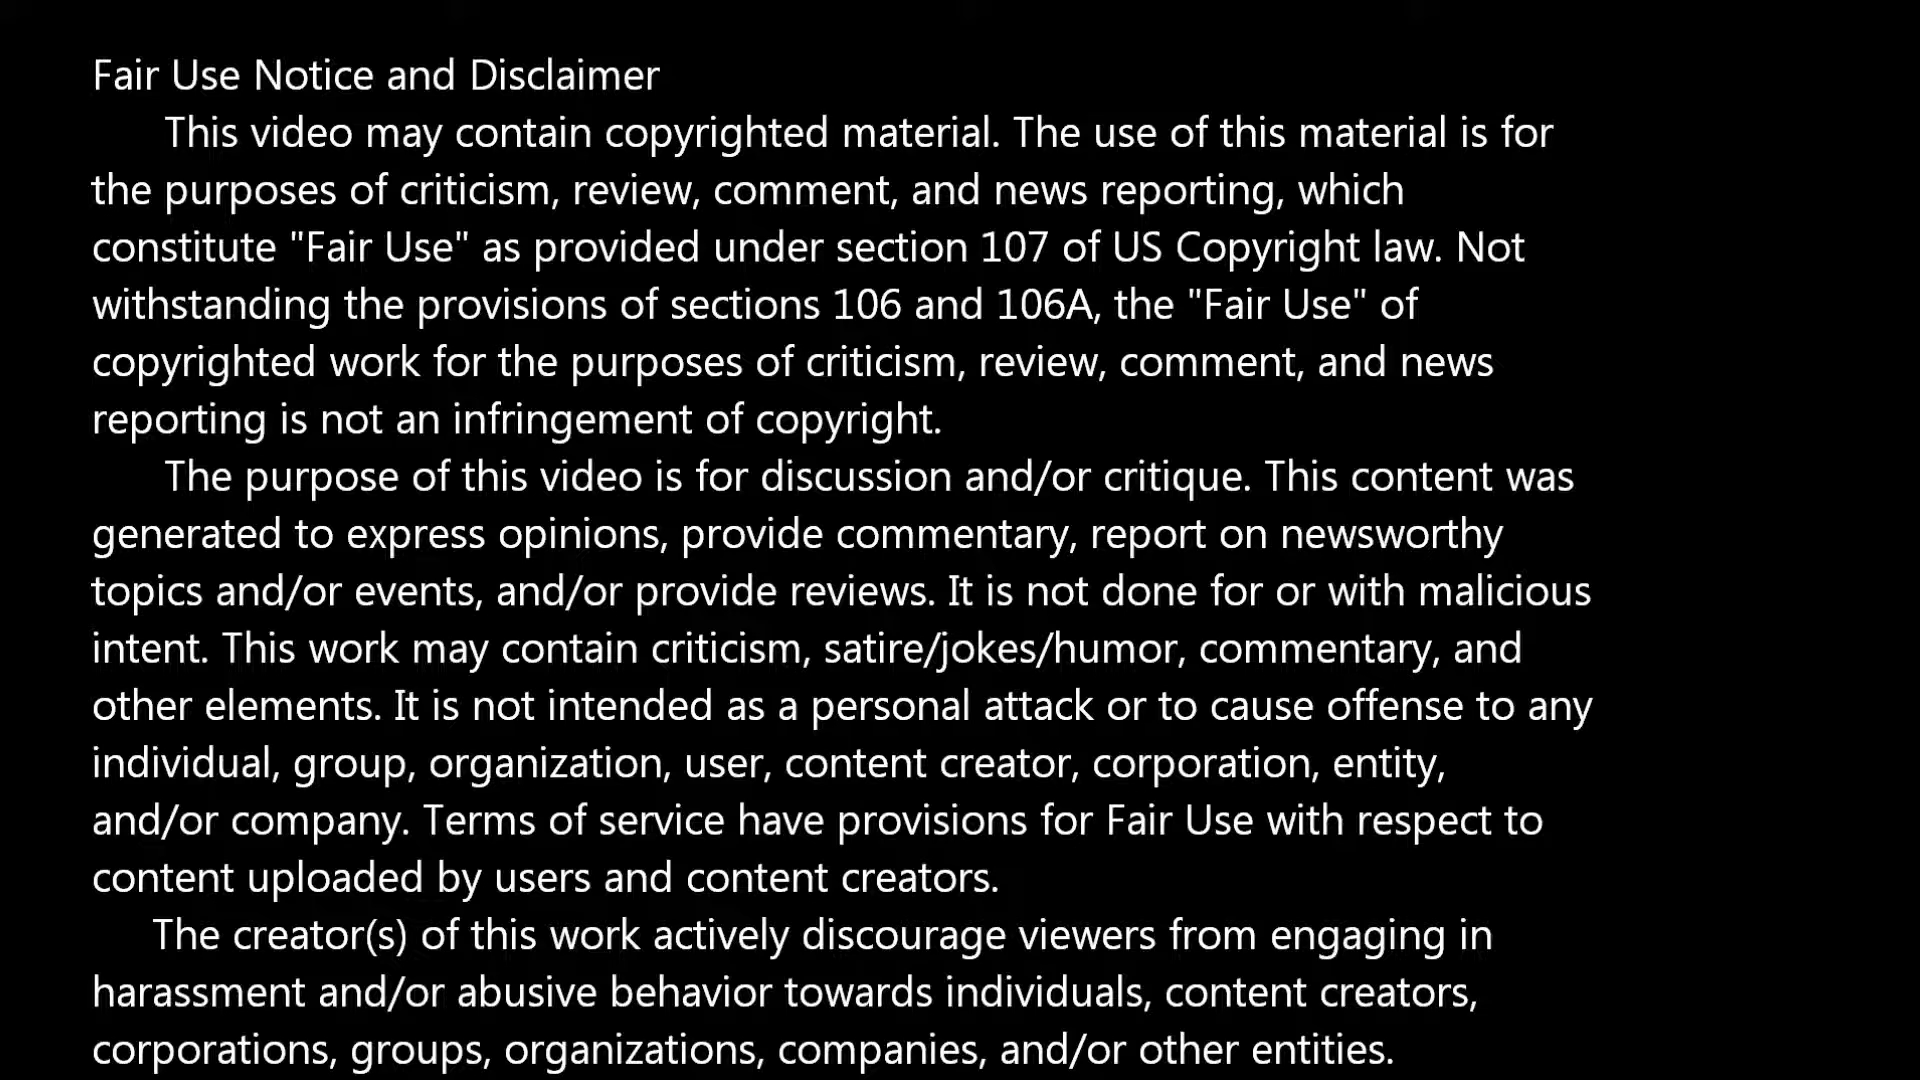 Fair Use Notice and Disclaimer
This video may contain copyrighted material. The use of this material is for
the purposes of criticism, review, comment, and news reporting, which
constitute "Fair Use" as provided under section 107 of US Copyright law. Not
withstanding the provisions of sections 106 and 106A, the "Fair Use" of
copyrighted work for the purposes of criticism, review, comment, and news
reporting is not an infringement of copyright.
The purpose of this video is for discussion and/or critique. This content was
generated to express opinions, provide commentary, report on newsworthy
topics and/or events, and/or provide reviews. It is not done for or with malicious
intent. This work may contain criticism, satire/jokes/humor, commentary, and
other elements. It is not intended as a personal attack or to cause offense to any
individual, group, organization, user, content creator, corporation, entity,
and/or company. Terms of service have provisions for Fair Use with respect to
content uploaded by users and content creators.
The creator(s) of this work actively discourage viewers from engaging in
harassment and/or abusive behavior towards individuals, content creators,
corporations, groups, organizations, companies, and/or other entities.